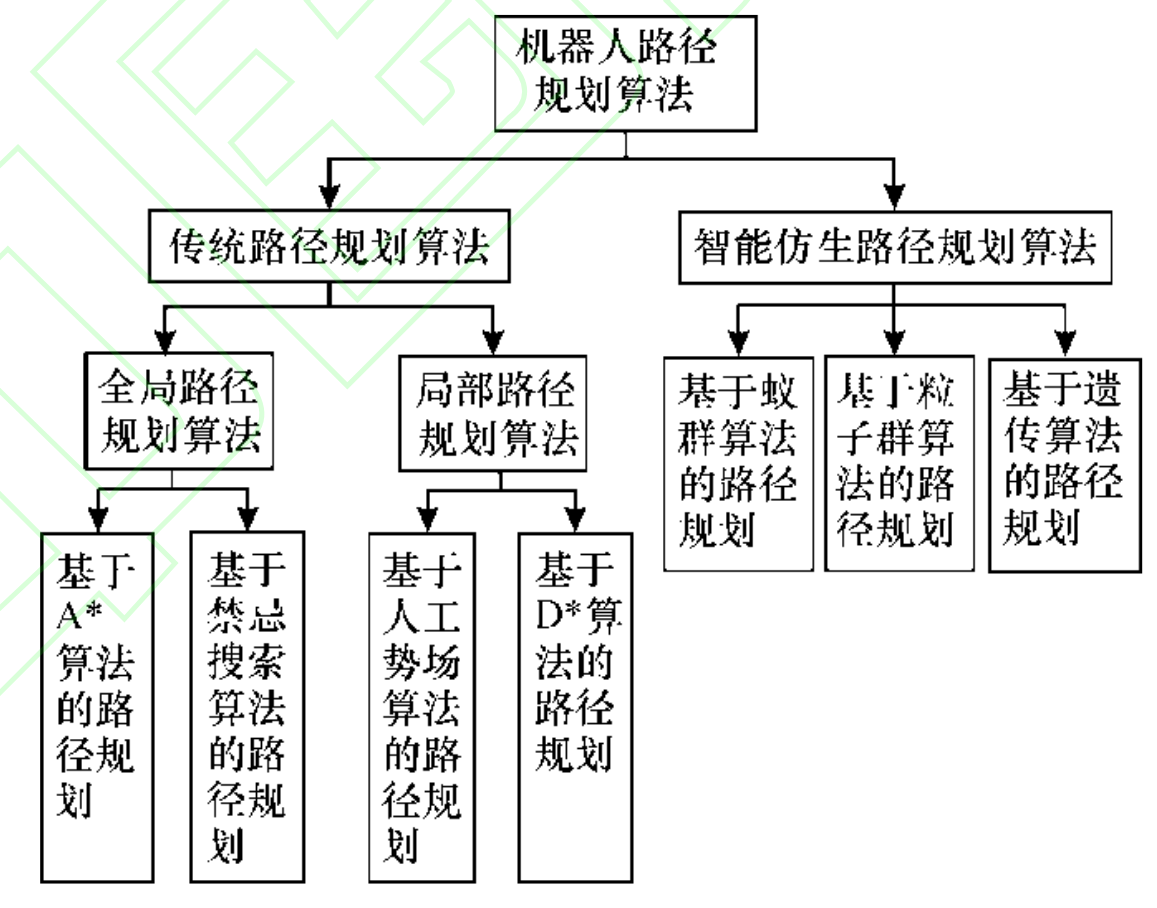 机器人路径
规划算法
传统路径规划算法
智能仿生路径规划算法
全局路径
规划算法
局部路径
规划算法
基于蚁
群算法
的路径
规划
基于粒
子群算
法的路
径规划
基于遗
传算法
的路径
规划
基于
A*
算法
的路
径规
划
基于
禁忌
搜索
算法
的路
径规
划
基于
人工
势场
算法
的路
径规
划
基于
D*算
法的
路径
规划